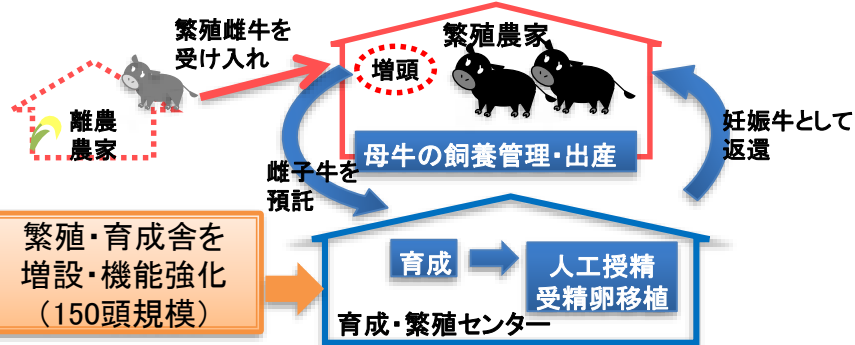 繁殖雌牛を
受け入れ
繁殖農家
増頭
離農
農家
母牛の飼養管理・出産
妊娠牛として
返還
雌子牛を
預託
繁殖・育成舎を
増設・機能強化
（150頭規模）
育成
人工授精
受精卵移植
育成・繁殖センター